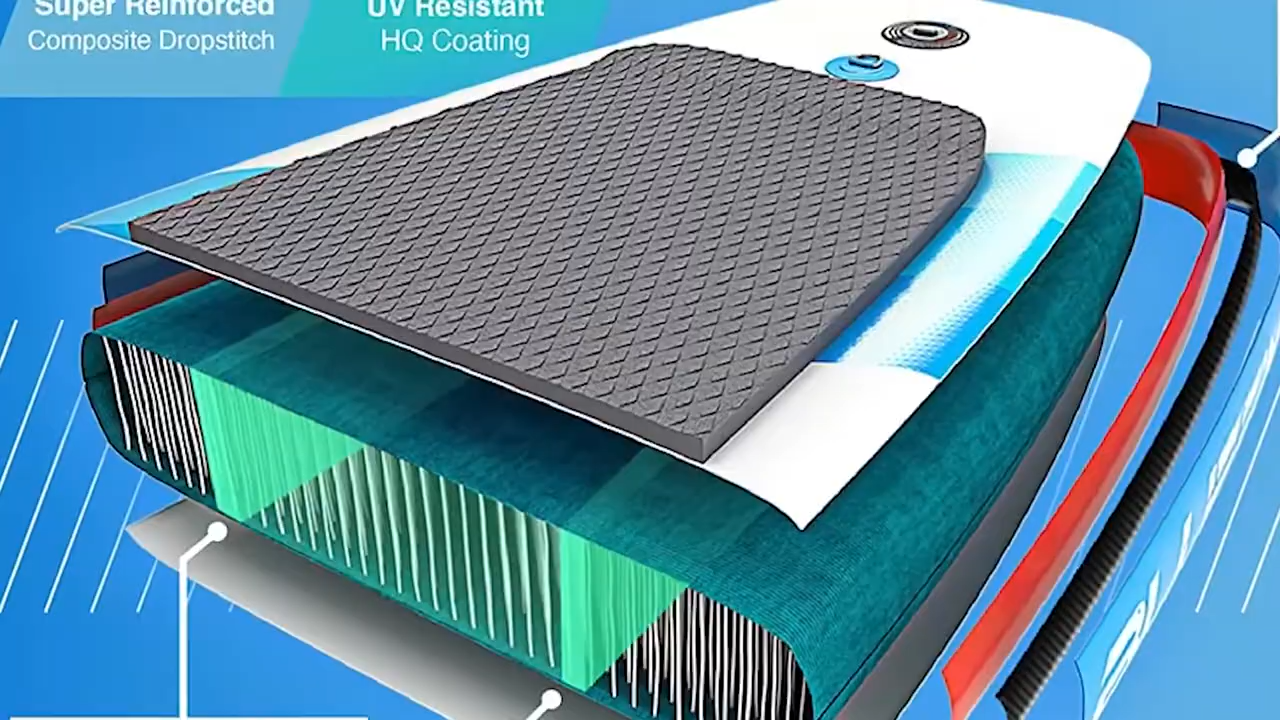 Super Reinforced
Composite Dropstitch
UV Resistant
HQ Coating